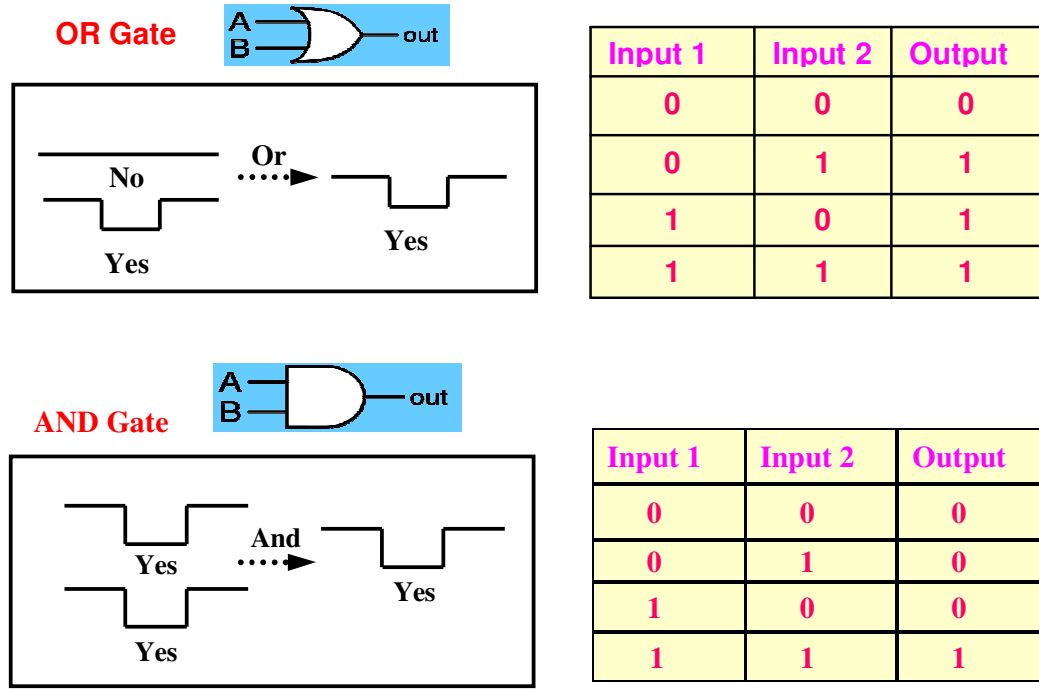 OR Gate
A
B
out
No
Yes
Or
Yes
Input 1 Input 2 Output
0 0 0
0 1 1
1 0 1
1 1 1
AND Gate
A
B
out
Yes
Yes
And
Yes
Input 1 Input 2 Output
0 0 0
0 1 0
1 0 0
1 1 1